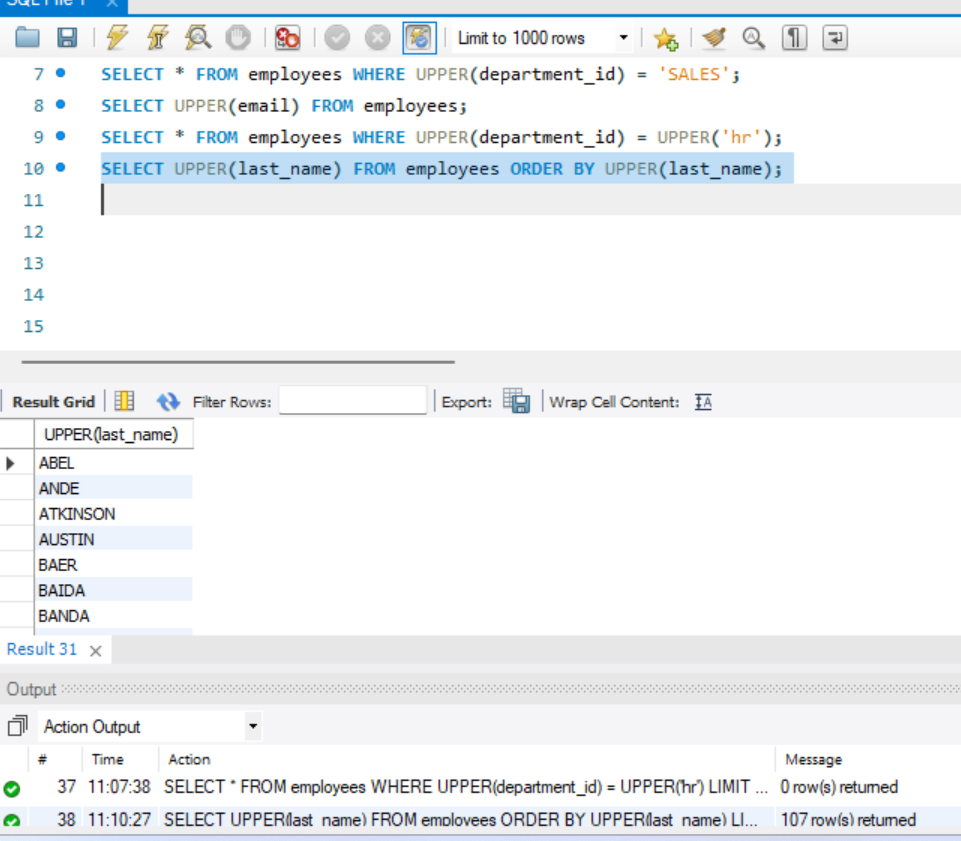 SQL File 1 ×
Limit to 1000 rows
7 SELECT * FROM employees WHERE UPPER(department_id) = 'SALES';
8 SELECT UPPER(email) FROM employees;
9 SELECT * FROM employees WHERE UPPER(department_id) = UPPER('hr');
10 SELECT UPPER(last_name) FROM employees ORDER BY UPPER(last_name);
11
12
13
14
15
Result Grid Filter Rows: Export: Wrap Cell Content: IA
UPPER(last_name)
ABEL
ANDE
ATKINSON
AUSTIN
BAER
BAIDA
BANDA
Result 31 ×
Output
Action Output
# Time Action Message
37 11:07:38 SELECT * FROM employees WHERE UPPER(department_id) = UPPER('hr') LIMIT ... 0 row(s) returned
38 11:10:27 SELECT UPPER(last_name) FROM employees ORDER BY UPPER(last_name) LI... 107 row(s) returned